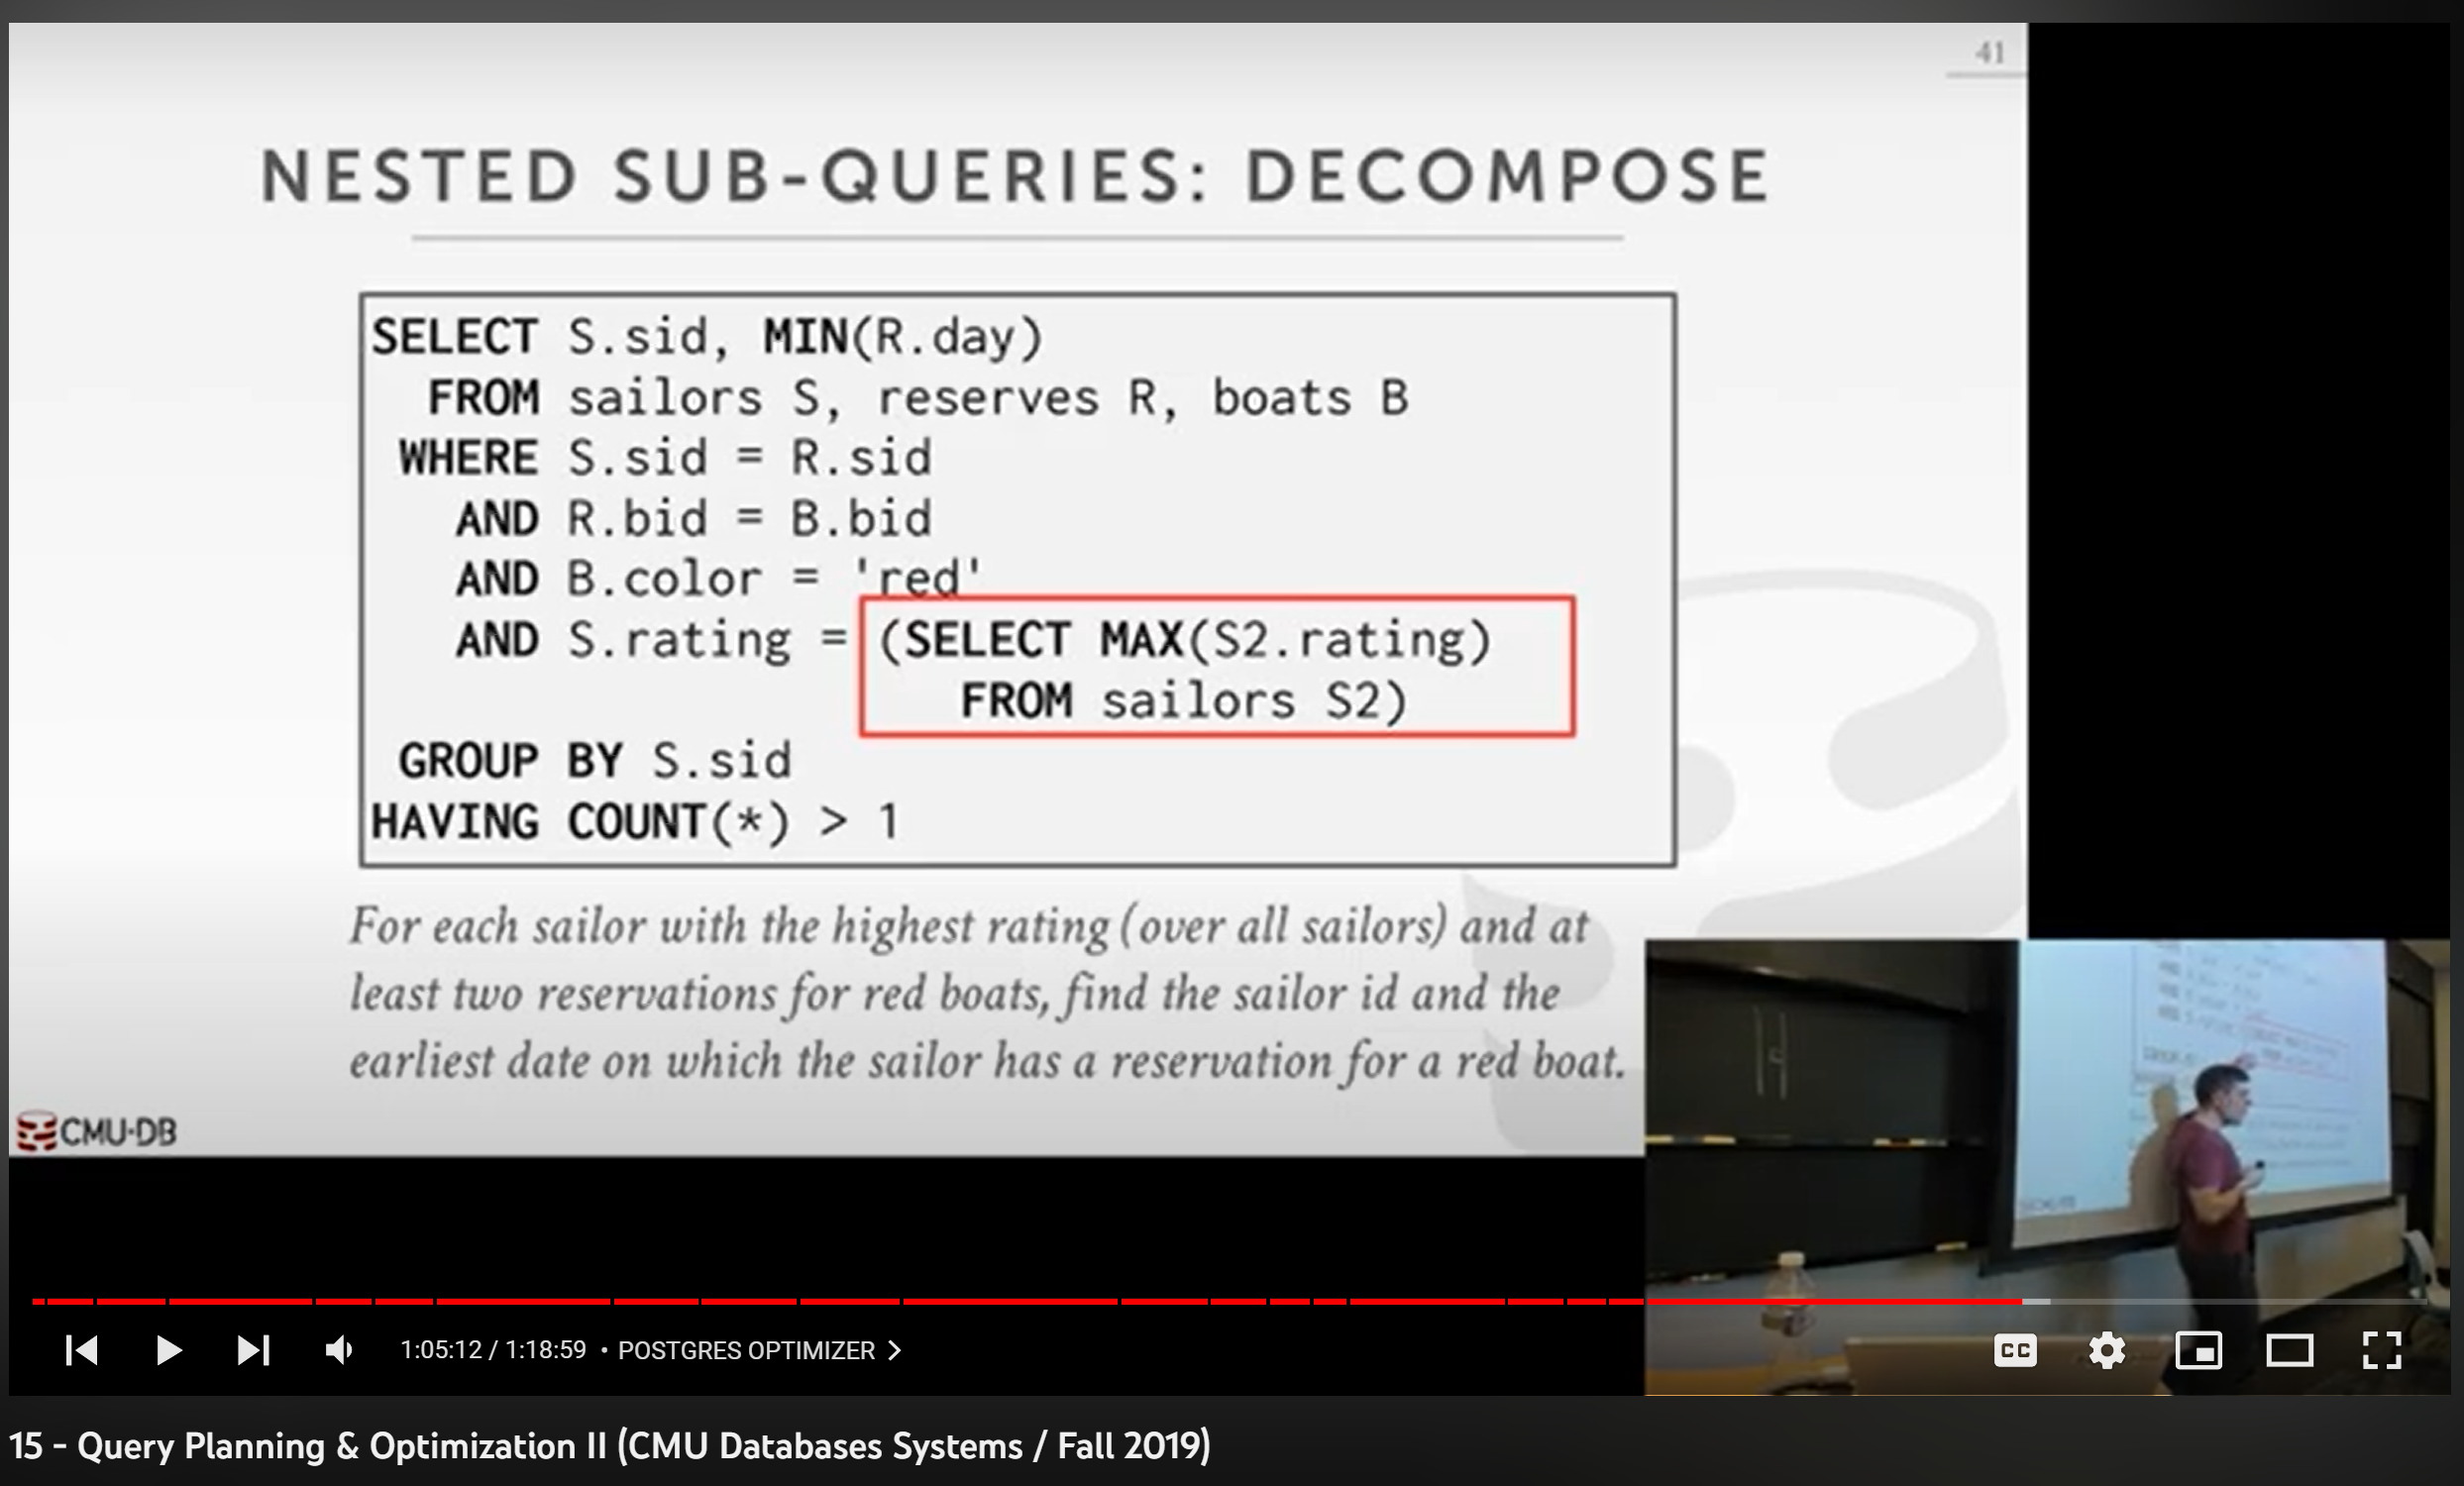 41
NESTED SUB-QUERIES: DECOMPOSE
SELECT S.sid, MIN(R.day)
FROM sailors S, reserves R, boats B
WHERE S.sid = R.sid
AND R.bid = B.bid
AND B.color = 'red'
AND S.rating = (SELECT MAX(S2.rating)
FROM sailors S2)
GROUP BY S.sid
HAVING COUNT(*) > 1
For each sailor with the highest rating (over all sailors) and at
least two reservations for red boats, find the sailor id and the
earliest date on which the sailor has a reservation for a red boat.
CMU·DB
1:05:12 / 1:18:59 • POSTGRES OPTIMIZER >
CC
15 - Query Planning & Optimization II (CMU Databases Systems / Fall 2019)